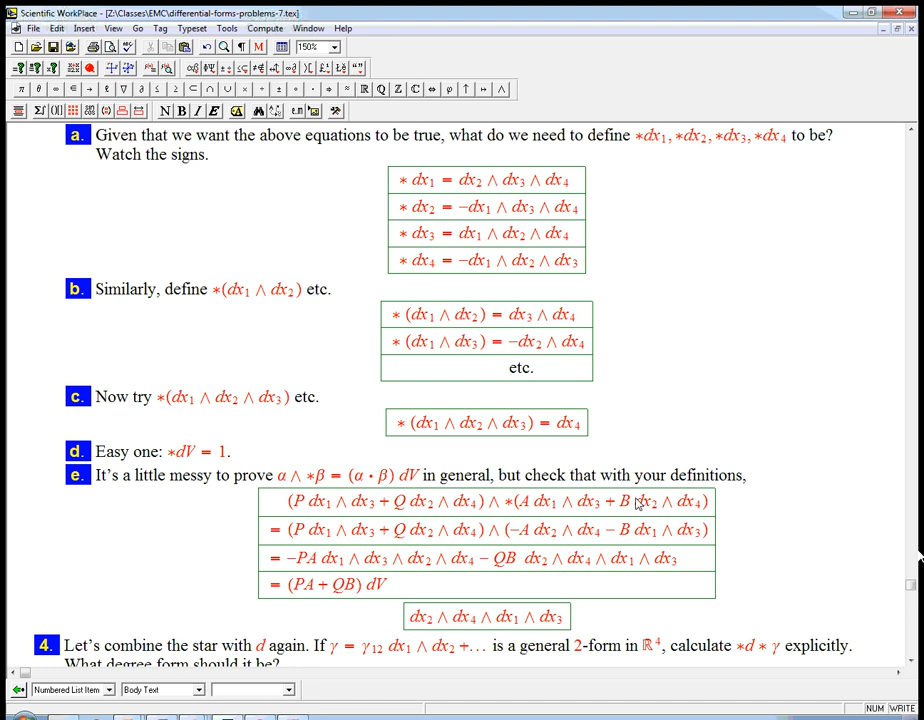 Scientific WorkPlace - [Z:\Classes\EMC\differential-forms-problems-7.tex]
File Edit Insert View Go Tag Typeset Tools Compute Window Help
150%
N B I E
a. Given that we want the above equations to be true, what do we need to define *dx₁, *dx₂, *dx₃, *dx₄ to be?
Watch the signs.
* dx₁ = dx₂ ∧ dx₃ ∧ dx₄
* dx₂ = −dx₁ ∧ dx₃ ∧ dx₄
* dx₃ = dx₁ ∧ dx₂ ∧ dx₄
* dx₄ = −dx₁ ∧ dx₂ ∧ dx₃
b. Similarly, define *(dx₁ ∧ dx₂) etc.
* (dx₁ ∧ dx₂) = dx₃ ∧ dx₄
* (dx₁ ∧ dx₃) = −dx₂ ∧ dx₄
etc.
c. Now try *(dx₁ ∧ dx₂ ∧ dx₃) etc.
* (dx₁ ∧ dx₂ ∧ dx₃) = dx₄
d. Easy one: *dV = 1.
e. It's a little messy to prove α ∧ *β = (α · β) dV in general, but check that with your definitions,
(P dx₁ ∧ dx₃ + Q dx₂ ∧ dx₄) ∧ *(A dx₁ ∧ dx₃ + B dx₂ ∧ dx₄)
= (P dx₁ ∧ dx₃ + Q dx₂ ∧ dx₄) ∧ (−A dx₂ ∧ dx₄ − B dx₁ ∧ dx₃)
= −PA dx₁ ∧ dx₃ ∧ dx₂ ∧ dx₄ − QB dx₂ ∧ dx₄ ∧ dx₁ ∧ dx₃
= (PA + QB) dV
dx₂ ∧ dx₄ ∧ dx₁ ∧ dx₃
4. Let's combine the star with d again. If γ = γ₁₂ dx₁ ∧ dx₂ +… is a general 2-form in ℝ⁴, calculate *d * γ explicitly.
What degree form should it be?
Numbered List Item Body Text
NUM WRITE